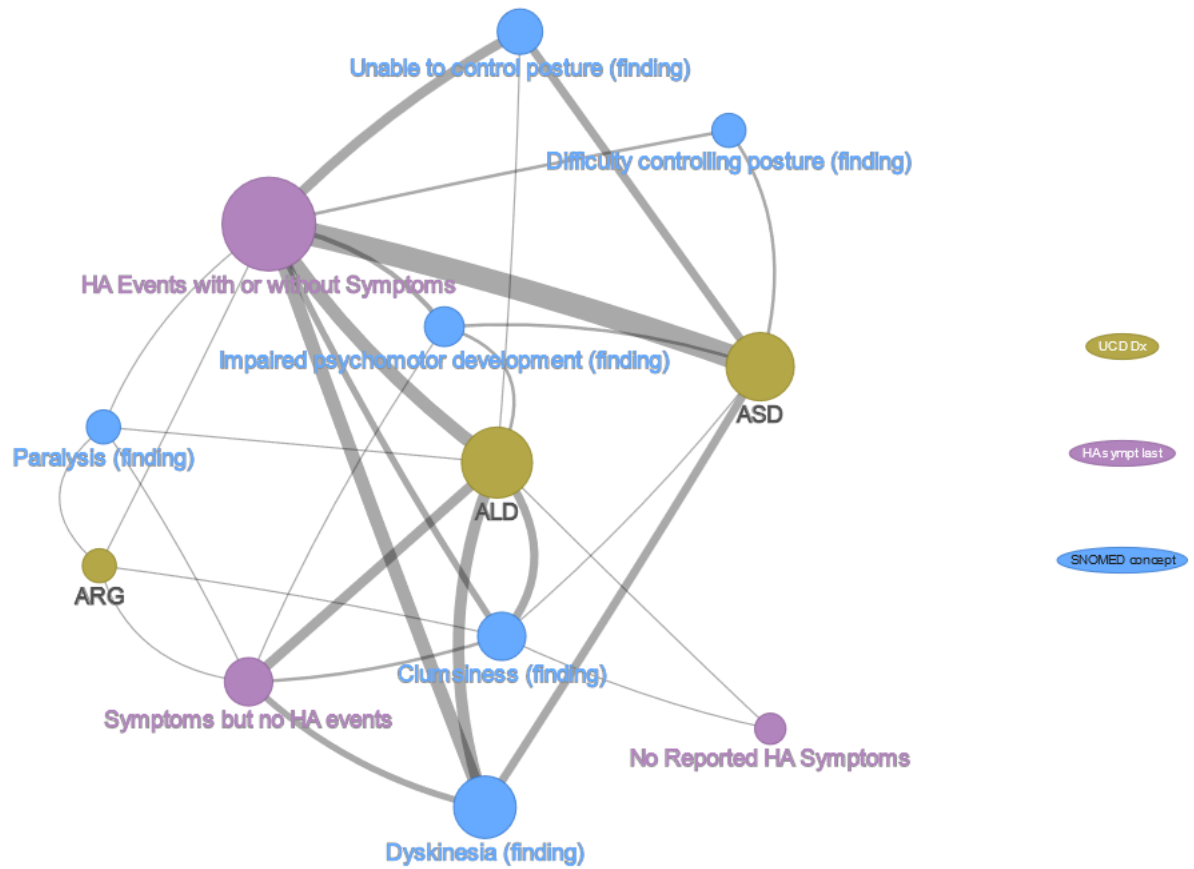 Unable to control posture (finding)
Difficulty controlling posture (finding)
HA Events with or without Symptoms
Impaired psychomotor development (finding)
UCD Dx
ASD
HA sympt last
Paralysis (finding)
ALD
SNOMED concept
ARG
Clumsiness (finding)
Symptoms but no HA events
No Reported HA Symptoms
Dyskinesia (finding)